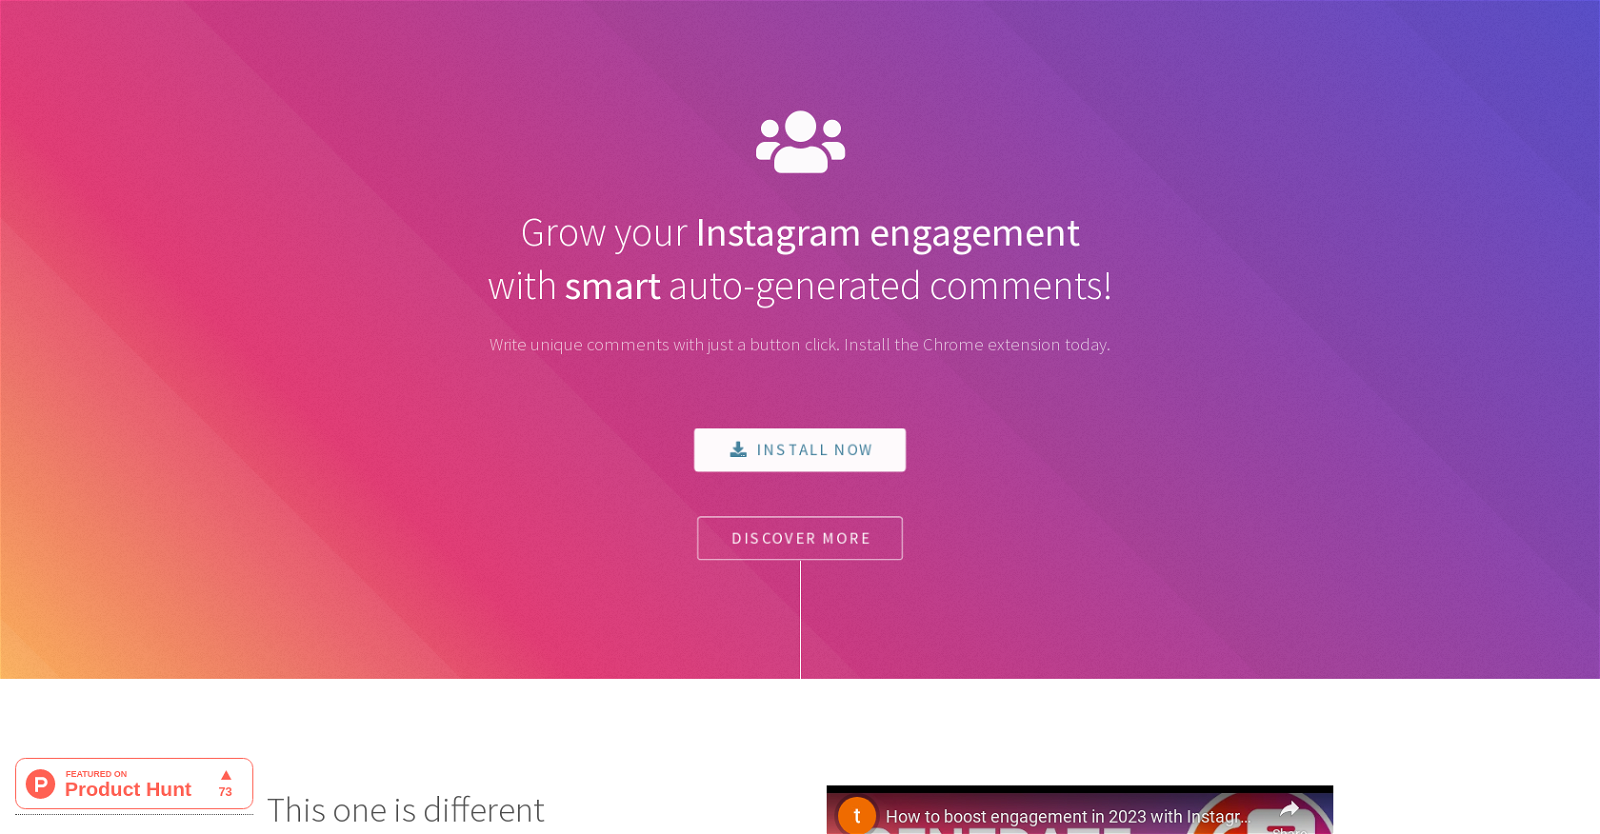 Grow your Instagram engagement
with smart auto-generated comments!
Write unique comments with just a button click. Install the Chrome extension today.
INSTALL NOW
DISCOVER MORE
P
FEATURED ON
Product Hunt
73
This one is different
t
How to boost engagement in 2023 with Instagr...
Share